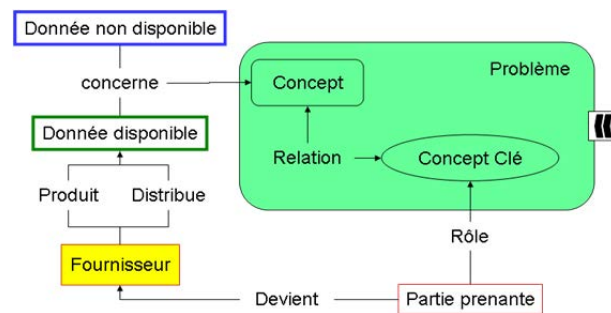 Donnée non disponible
Problème
concerne
Concept
Donnée disponible
Relation
Concept Clé
Produit
Distribue
Rôle
Fournisseur
Devient
Partie prenante